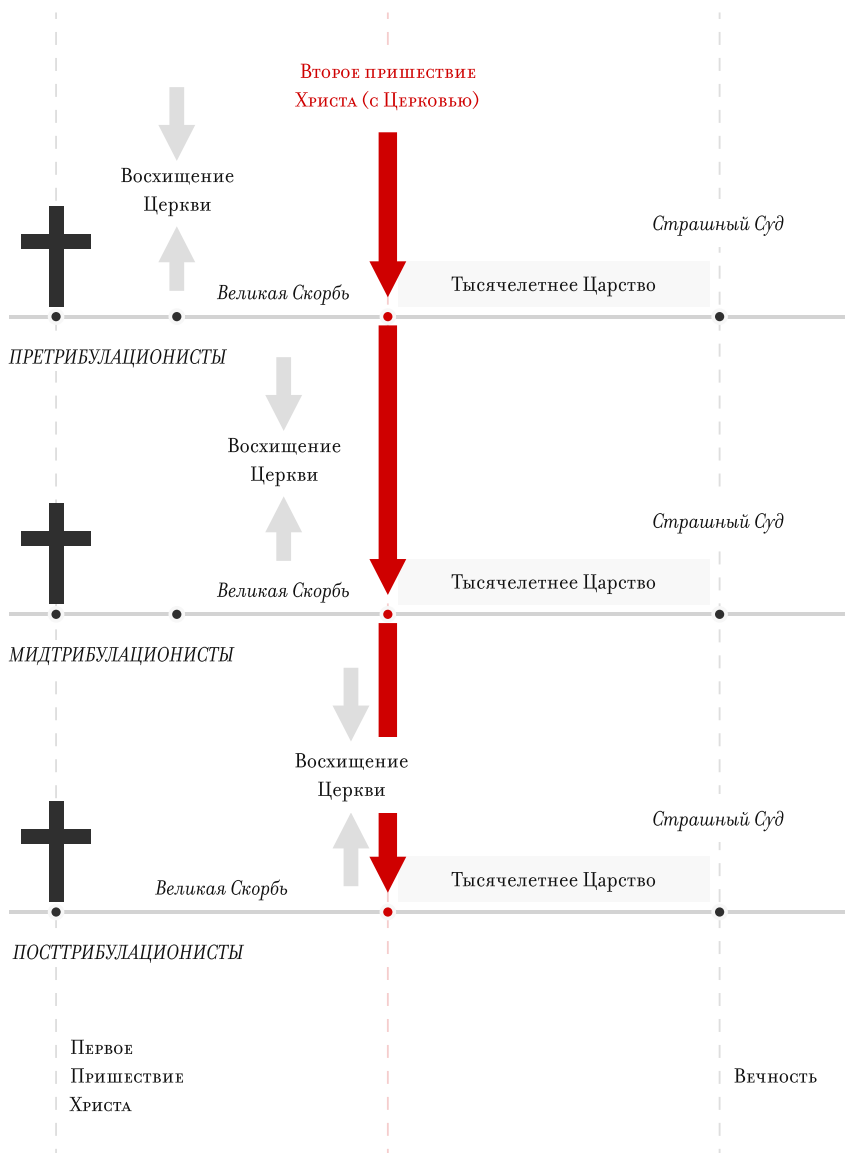 Второе пришествие
Христа (с Церковью)
Восхищение
Церкви
Страшный Суд
Великая Скорбь
Тысячелетнее Царство
ПРЕТРИБУЛАЦИОНИСТЫ
Восхищение
Церкви
Страшный Суд
Великая Скорбь
Тысячелетнее Царство
МИДТРИБУЛАЦИОНИСТЫ
Восхищение
Церкви
Страшный Суд
Великая Скорбь
Тысячелетнее Царство
ПОСТТРИБУЛАЦИОНИСТЫ
Первое
Пришествие
Христа
Вечность